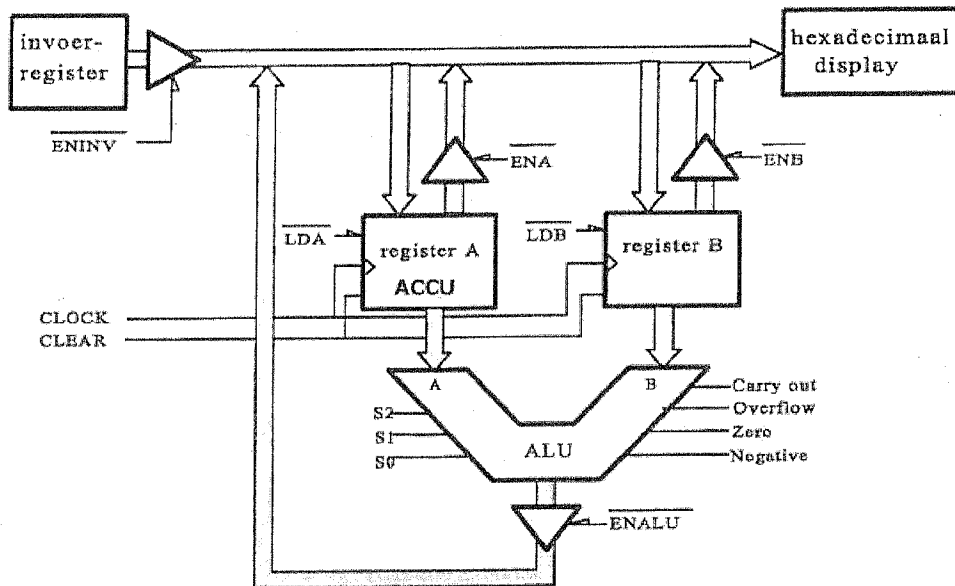 invoer-
register
hexadecimaal
display
ENINV
ENA
ENB
LDA
register A
ACCU
LDB
register B
CLOCK
CLEAR
A
B
S2
S1
S0
ALU
Carry out
Overflow
Zero
Negative
ENALU